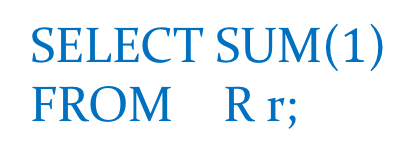 SELECT SUM(1)
FROM R r;